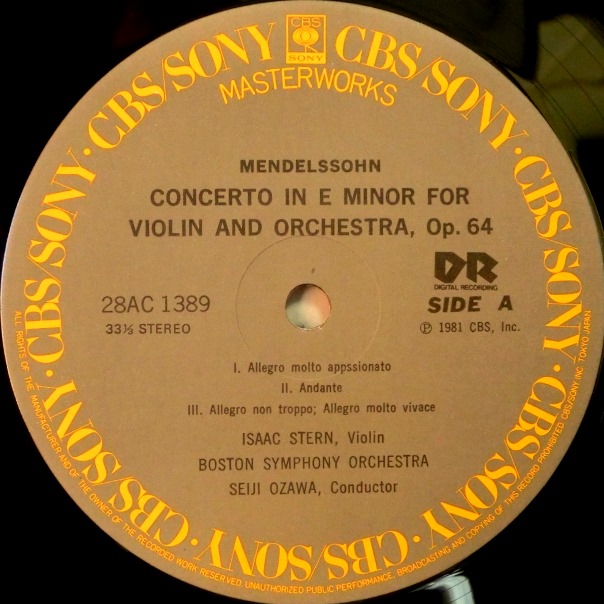 CBS
SONY
CBS/SONY · CBS/SONY · CBS/SONY · CBS/SONY · CBS/SONY · CBS/SONY · CBS/SONY · CBS/SONY
MASTERWORKS
MENDELSSOHN
CONCERTO IN E MINOR FOR
VIOLIN AND ORCHESTRA, Op. 64
DR
DIGITAL RECORDING
28AC 1389
SIDE A
33⅓ STEREO
℗ 1981 CBS, Inc.
I. Allegro molto appssionato
II. Andante
III. Allegro non troppo; Allegro molto vivace
ISAAC STERN, Violin
BOSTON SYMPHONY ORCHESTRA
SEIJI OZAWA, Conductor
ALL RIGHTS OF THE MANUFACTURER AND OF THE OWNER OF THE RECORDED WORK RESERVED. UNAUTHORIZED PUBLIC PERFORMANCE, BROADCASTING AND COPYING OF THIS RECORD PROHIBITED CBS/SONY INC. TOKYO JAPAN